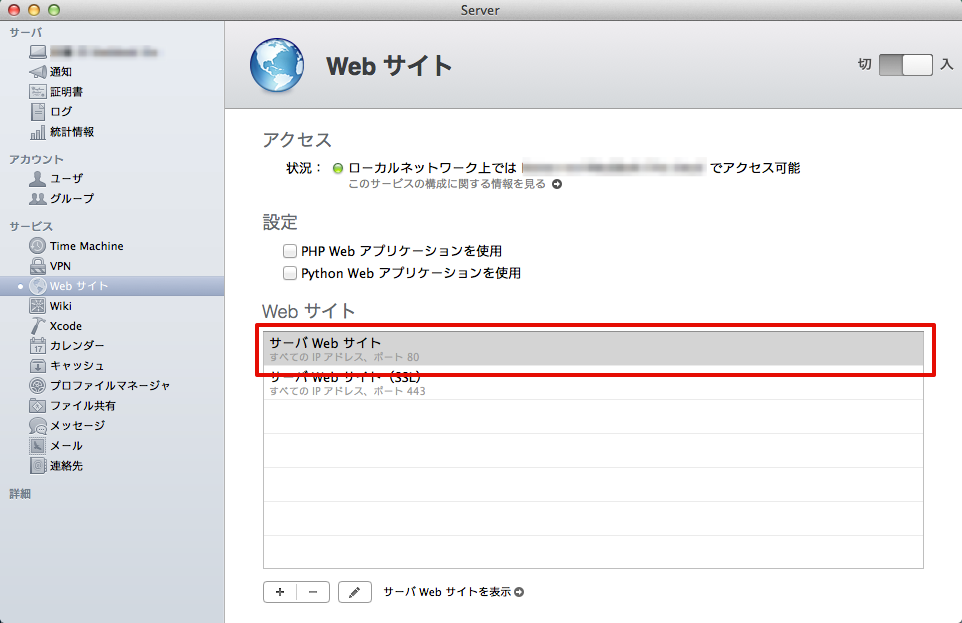 Server
サーバ
通知
証明書
ログ
統計情報
アカウント
ユーザ
グループ
サービス
Time Machine
VPN
Web サイト
Wiki
Xcode
17
カレンダー
キャッシュ
プロファイルマネージャ
ファイル共有
メッセージ
メール
連絡先
詳細
Web サイト
切 入
アクセス
状況： ローカルネットワーク上では でアクセス可能
このサービスの構成に関する情報を見る
設定
PHP Web アプリケーションを使用
Python Web アプリケーションを使用
Web サイト
サーバ Web サイト
すべての IP アドレス、ポート 80
サーバ Web サイト（SSL）
すべての IP アドレス、ポート 443
サーバ Web サイトを表示